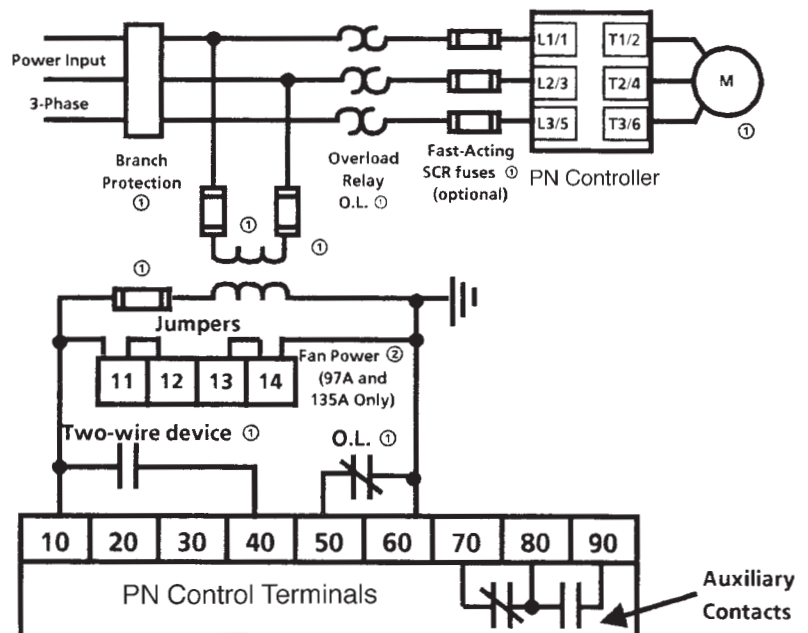 Power Input
3-Phase
Branch
Protection
①
Overload
Relay
O.L. ①
Fast-Acting
SCR fuses ①
(optional)
L1/1
L2/3
L3/5
T1/2
T2/4
T3/6
PN Controller
M
①
①
①
①
Jumpers
11 12 13 14
Fan Power ②
(97A and
135A Only)
Two-wire device ①
O.L. ①
10 20 30 40 50 60 70 80 90
PN Control Terminals
Auxiliary
Contacts